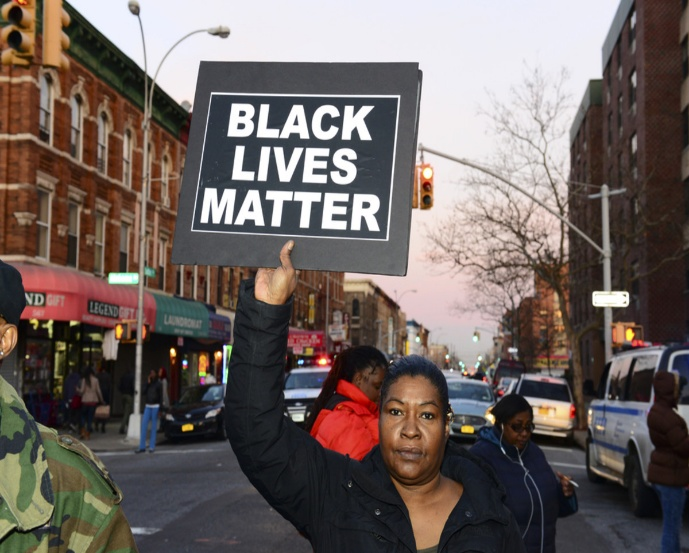 BLACK
LIVES
MATTER
LEGEND
LAUNDROMAT